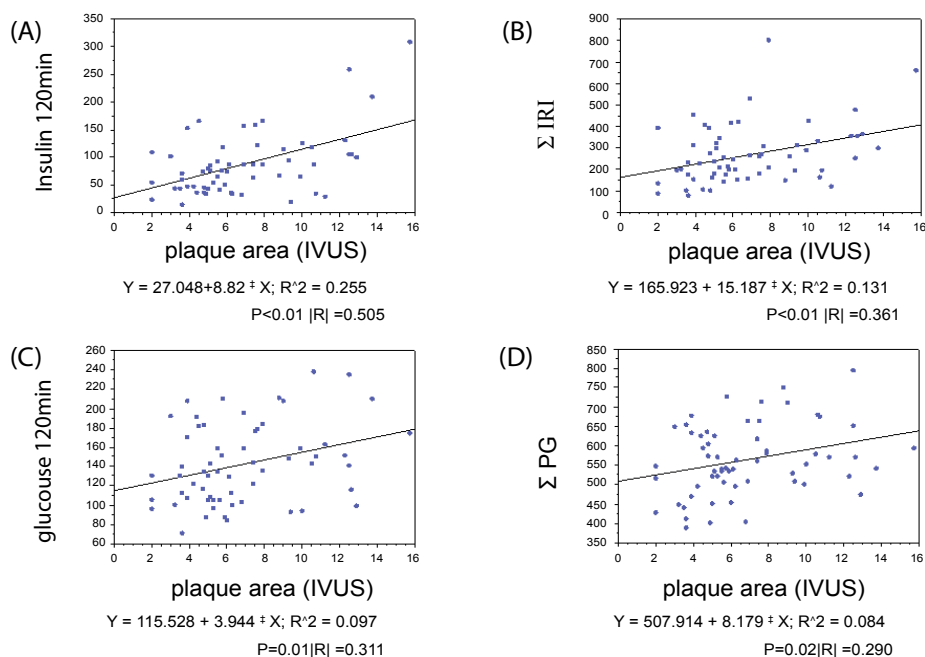 (A)
Insulin 120min
350
300
250
200
150
100
50
0
0 2 4 6 8 10 12 14 16
plaque area (IVUS)
Y = 27.048+8.82 ‡ X; R^2 = 0.255
P<0.01 |R| =0.505
(B)
Σ IRI
900
800
700
600
500
400
300
200
100
0
0 2 4 6 8 10 12 14 16
plaque area (IVUS)
Y = 165.923 + 15.187 ‡ X; R^2 = 0.131
P<0.01 |R| =0.361
(C)
glucouse 120min
260
240
220
200
180
160
140
120
100
80
60
0 2 4 6 8 10 12 14 16
plaque area (IVUS)
Y = 115.528 + 3.944 ‡ X; R^2 = 0.097
P=0.01|R| =0.311
(D)
Σ PG
850
800
750
700
650
600
550
500
450
400
350
0 2 4 6 8 10 12 14 16
plaque area (IVUS)
Y = 507.914 + 8.179 ‡ X; R^2 = 0.084
P=0.02|R| =0.290